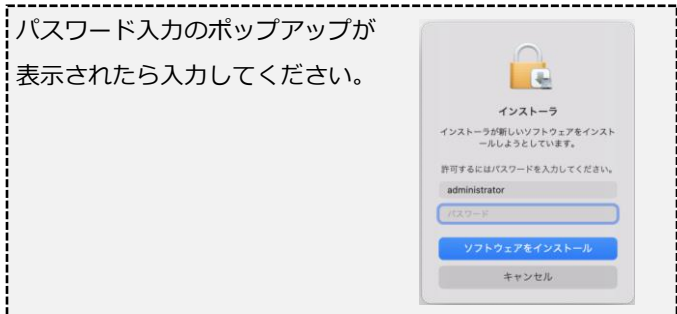 パスワード入力のポップアップが
表示されたら入力してください。
インストーラ
インストーラが新しいソフトウェアをインスト
ールしようとしています。
許可するにはパスワードを入力してください。
administrator
パスワード
ソフトウェアをインストール
キャンセル